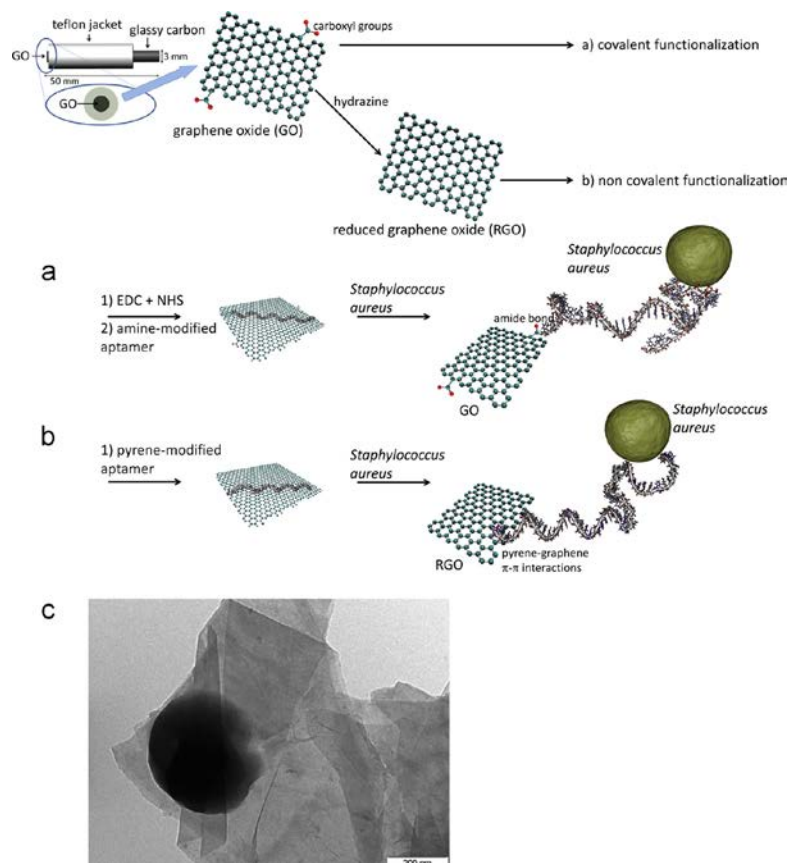 teflon jacket
glassy carbon
GO
3 mm
50 mm
GO
carboxyl groups
a) covalent functionalization
hydrazine
graphene oxide (GO)
b) non covalent functionalization
reduced graphene oxide (RGO)
a
1) EDC + NHS
2) amine-modified
aptamer
Staphylococcus
aureus
Staphylococcus
aureus
amide bond
GO
b
1) pyrene-modified
aptamer
Staphylococcus
aureus
Staphylococcus
aureus
RGO
pyrene-graphene
π-π interactions
c